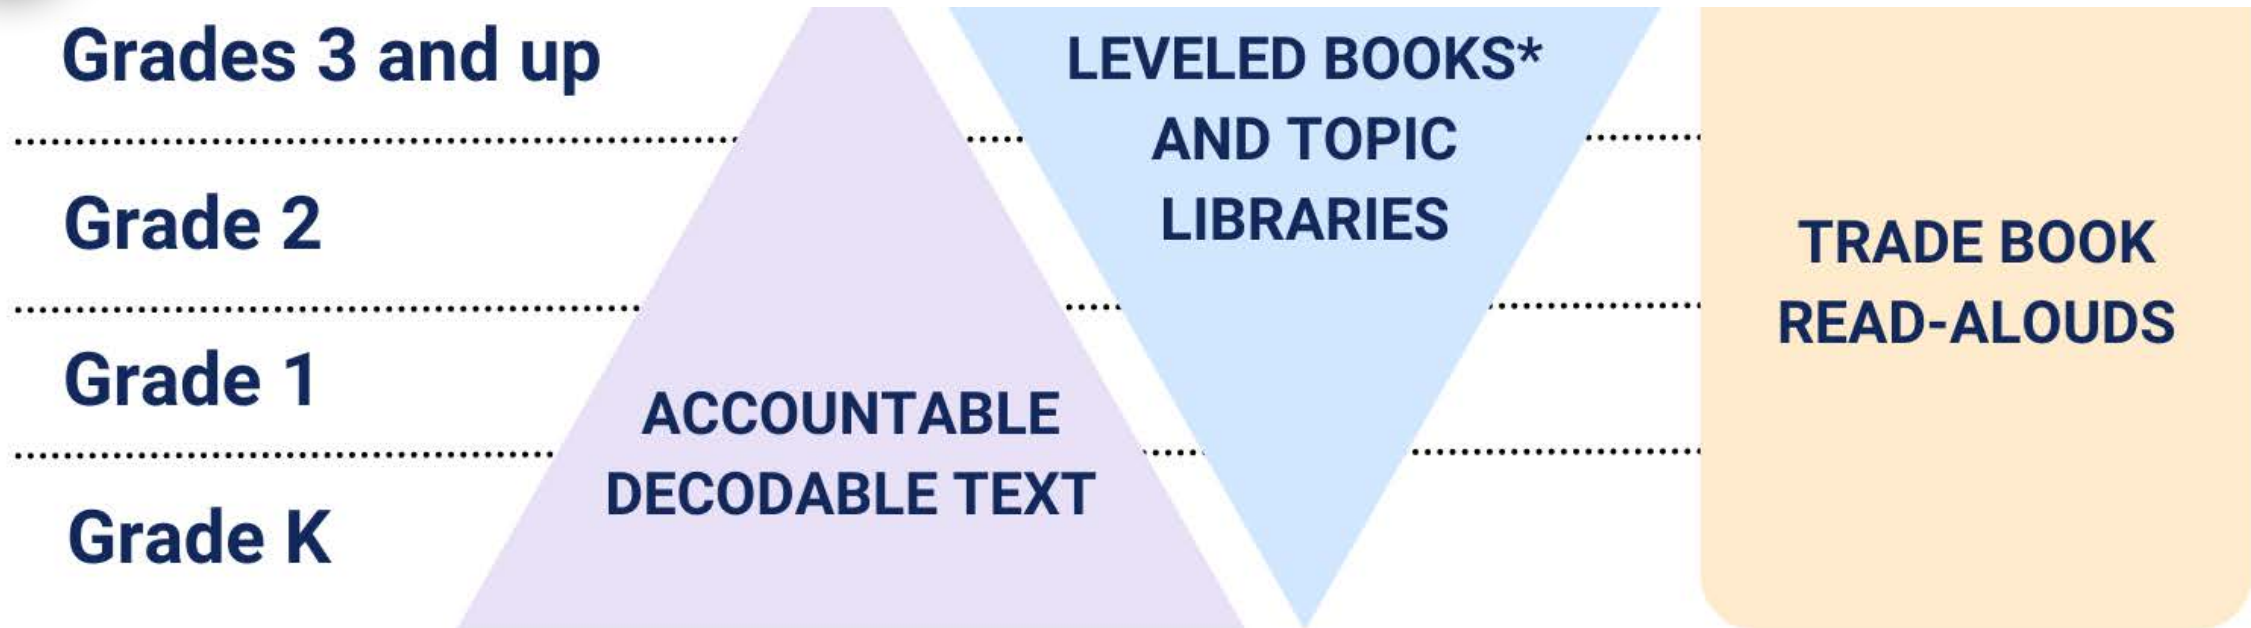 Grades 3 and up
Grade 2
Grade 1
Grade K
ACCOUNTABLE
DECODABLE TEXT
LEVELED BOOKS*
AND TOPIC
LIBRARIES
TRADE BOOK
READ-ALOUDS